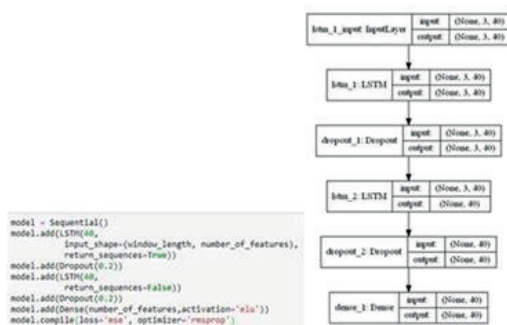 lstm_1_input: InputLayer
input: (None, 3, 40)
output: (None, 3, 40)
lstm_1: LSTM
input: (None, 3, 40)
output: (None, 3, 40)
dropout_1: Dropout
input: (None, 3, 40)
output: (None, 3, 40)
lstm_2: LSTM
input: (None, 3, 40)
output: (None, 40)
dropout_2: Dropout
input: (None, 40)
output: (None, 40)
dense_1: Dense
input: (None, 40)
output: (None, 40)
model = Sequential()
model.add(LSTM(40,
input_shape=(window_length, number_of_features),
return_sequences=True))
model.add(Dropout(0.2))
model.add(LSTM(40,
return_sequences=False))
model.add(Dropout(0.2))
model.add(Dense(number_of_features,activation='elu'))
model.compile(loss='mse', optimizer='rmsprop')